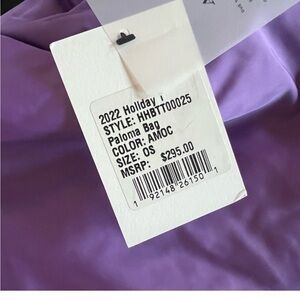 2022 Holiday 1
STYLE: HHBTT00025
Paloma Bag
COLOR: AMOC
SIZE: OS
MSRP: $295.00
1 92148 26150 1